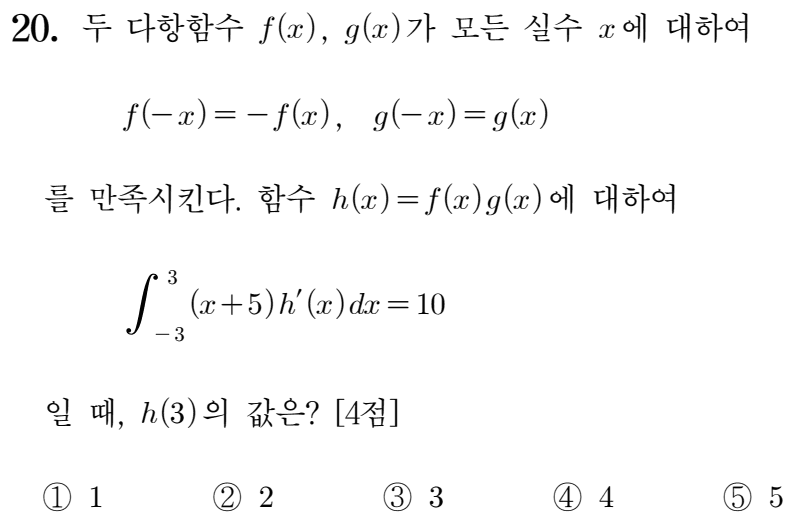 20. 두 다항함수 f(x), g(x)가 모든 실수 x에 대하여
f(−x)=−f(x), g(−x)=g(x)
를 만족시킨다. 함수 h(x)=f(x)g(x)에 대하여
∫_{−3}^{3} (x+5)h′(x)dx=10
일 때, h(3)의 값은? [4점]
① 1 ② 2 ③ 3 ④ 4 ⑤ 5